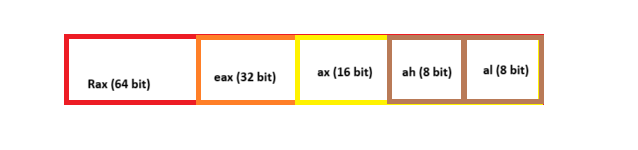 Rax (64 bit)
eax (32 bit)
ax (16 bit)
ah (8 bit)
al (8 bit)